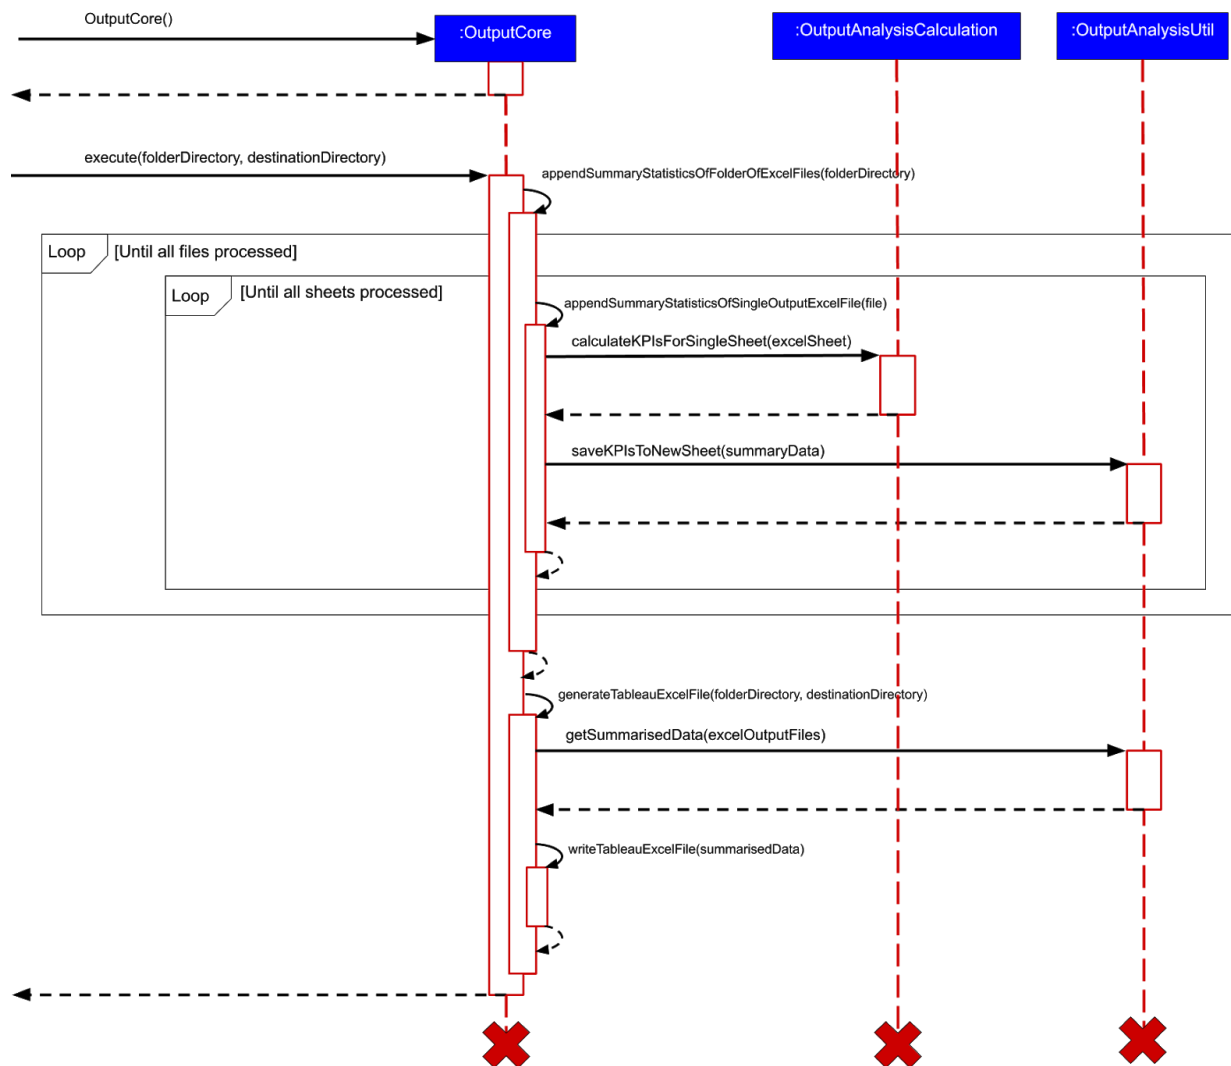 OutputCore()
:OutputCore
:OutputAnalysisCalculation
:OutputAnalysisUtil
execute(folderDirectory, destinationDirectory)
appendSummaryStatisticsOfFolderOfExcelFiles(folderDirectory)
Loop
[Until all files processed]
Loop
[Until all sheets processed]
appendSummaryStatisticsOfSingleOutputExcelFile(file)
calculateKPIsForSingleSheet(excelSheet)
saveKPIsToNewSheet(summaryData)
generateTableauExcelFile(folderDirectory, destinationDirectory)
getSummarisedData(excelOutputFiles)
writeTableauExcelFile(summarisedData)